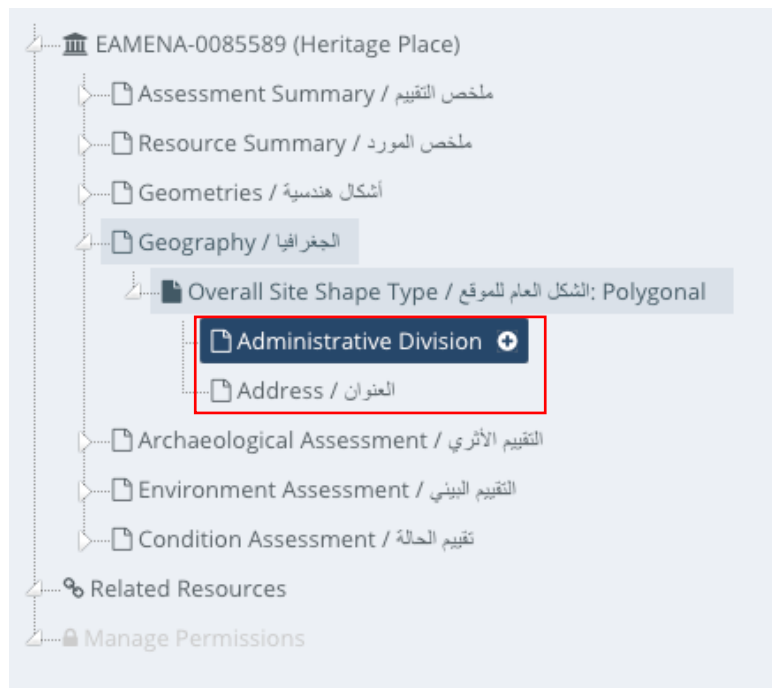 EAMENA-0085589 (Heritage Place)
Assessment Summary / ملخص التقييم
Resource Summary / ملخص المورد
Geometries / أشكال هندسية
Geography / الجغرافيا
Overall Site Shape Type / الشكل العام للموقع: Polygonal
Administrative Division
Address / العنوان
Archaeological Assessment / التقييم الأثري
Environment Assessment / التقييم البيئي
Condition Assessment / تقييم الحالة
Related Resources
Manage Permissions